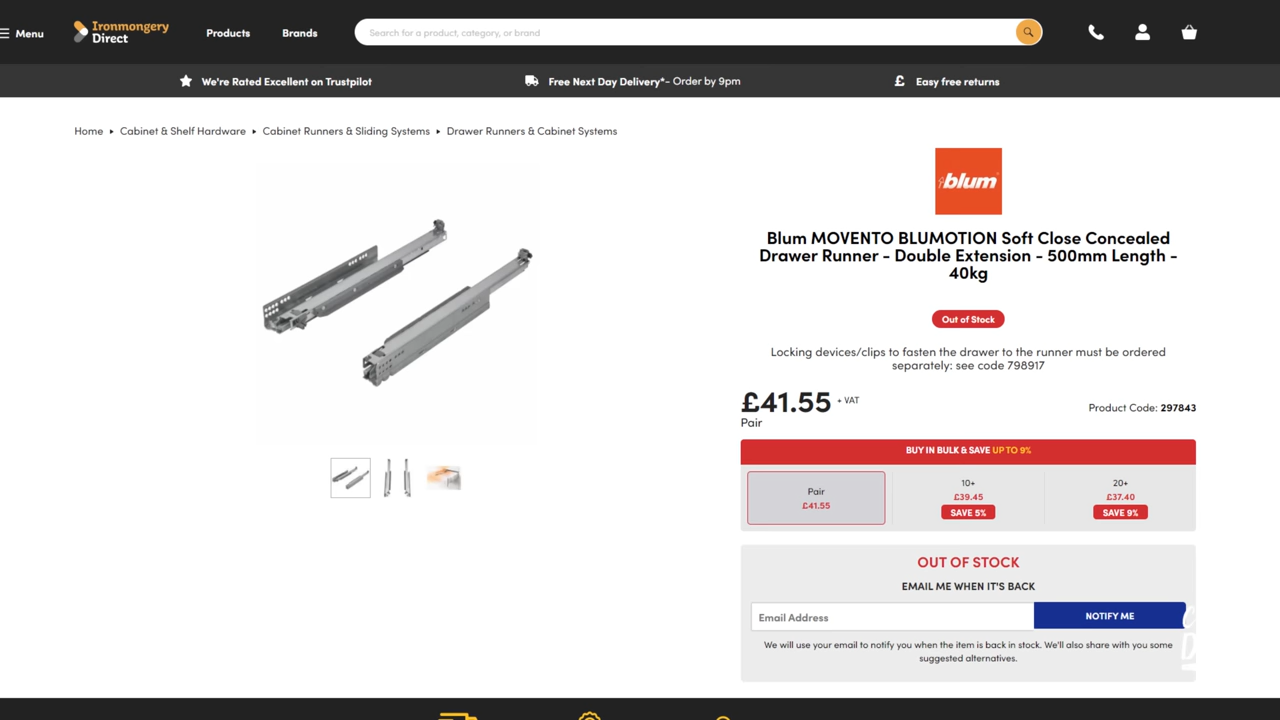 Menu
Ironmongery
Direct
Products
Brands
Search for a product, category, or brand
We're Rated Excellent on Trustpilot
Free Next Day Delivery*- Order by 9pm
£ Easy free returns
Home ▸ Cabinet & Shelf Hardware ▸ Cabinet Runners & Sliding Systems ▸ Drawer Runners & Cabinet Systems
blum
Blum MOVENTO BLUMOTION Soft Close Concealed
Drawer Runner - Double Extension - 500mm Length -
40kg
Out of Stock
Locking devices/clips to fasten the drawer to the runner must be ordered
separately: see code 798917
£41.55 + VAT
Pair
Product Code: 297843
BUY IN BULK & SAVE UP TO 9%
Pair
£41.55
10+
£39.45
SAVE 5%
20+
£37.40
SAVE 9%
OUT OF STOCK
EMAIL ME WHEN IT'S BACK
Email Address
NOTIFY ME
We will use your email to notify you when the item is back in stock. We'll also share with you some
suggested alternatives.